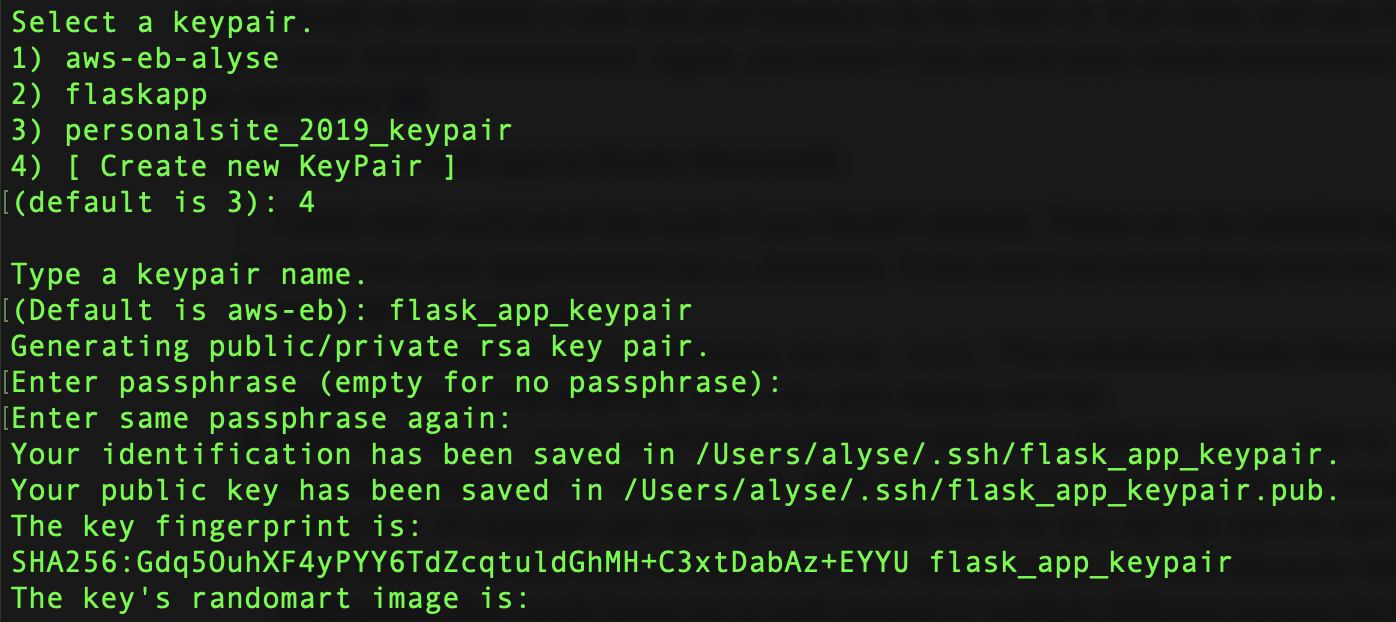 Select a keypair.
1) aws-eb-alyse
2) flaskapp
3) personalsite_2019_keypair
4) [ Create new KeyPair ]
[(default is 3): 4
Type a keypair name.
[(Default is aws-eb): flask_app_keypair
Generating public/private rsa key pair.
[Enter passphrase (empty for no passphrase):
[Enter same passphrase again:
Your identification has been saved in /Users/alyse/.ssh/flask_app_keypair.
Your public key has been saved in /Users/alyse/.ssh/flask_app_keypair.pub.
The key fingerprint is:
SHA256:Gdq5OuhXF4yPYY6TdZcqtuldGhMH+C3xtDabAz+EYYU flask_app_keypair
The key's randomart image is: